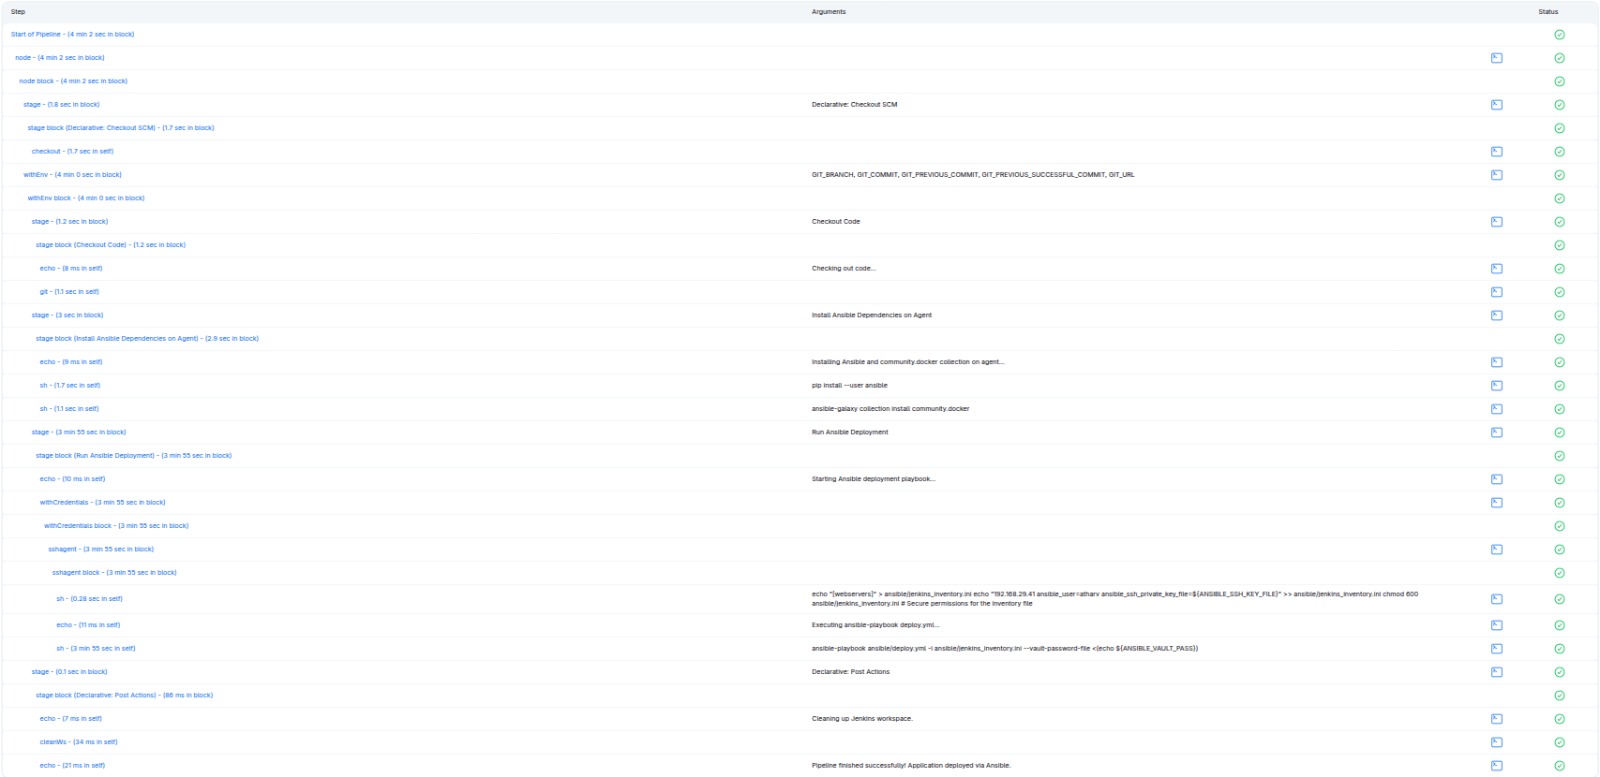 Step Arguments Status
Start of Pipeline - (4 min 2 sec in block)
node - (4 min 2 sec in block)
node block - (4 min 2 sec in block)
stage - (1.8 sec in block) Declarative: Checkout SCM
stage block (Declarative: Checkout SCM) - (1.7 sec in block)
checkout - (1.7 sec in self)
withEnv - (4 min 0 sec in block) GIT_BRANCH, GIT_COMMIT, GIT_PREVIOUS_COMMIT, GIT_PREVIOUS_SUCCESSFUL_COMMIT, GIT_URL
withEnv block - (4 min 0 sec in block)
stage - (1.2 sec in block) Checkout Code
stage block (Checkout Code) - (1.2 sec in block)
echo - (8 ms in self) Checking out code...
git - (1.1 sec in self)
stage - (3 sec in block) Install Ansible Dependencies on Agent
stage block (Install Ansible Dependencies on Agent) - (2.9 sec in block)
echo - (9 ms in self) Installing Ansible and community.docker collection on agent...
sh - (1.7 sec in self) pip install --user ansible
sh - (1.1 sec in self) ansible-galaxy collection install community.docker
stage - (3 min 55 sec in block) Run Ansible Deployment
stage block (Run Ansible Deployment) - (3 min 55 sec in block)
echo - (10 ms in self) Starting Ansible deployment playbook...
withCredentials - (3 min 55 sec in block)
withCredentials block - (3 min 55 sec in block)
sshagent - (3 min 55 sec in block)
sshagent block - (3 min 55 sec in block)
sh - (0.28 sec in self) echo "[webservers]" > ansible/jenkins_inventory.ini echo "192.168.29.41 ansible_user=atharv ansible_ssh_private_key_file=${ANSIBLE_SSH_KEY_FILE}" >> ansible/jenkins_inventory.ini chmod 600
ansible/jenkins_inventory.ini # Secure permissions for the inventory file
echo - (11 ms in self) Executing ansible-playbook deploy.yml...
sh - (3 min 55 sec in self) ansible-playbook ansible/deploy.yml -i ansible/jenkins_inventory.ini --vault-password-file <(echo ${ANSIBLE_VAULT_PASS})
stage - (0.1 sec in block) Declarative: Post Actions
stage block (Declarative: Post Actions) - (86 ms in block)
echo - (7 ms in self) Cleaning up Jenkins workspace.
cleanWs - (34 ms in self)
echo - (21 ms in self) Pipeline finished successfully! Application deployed via Ansible.